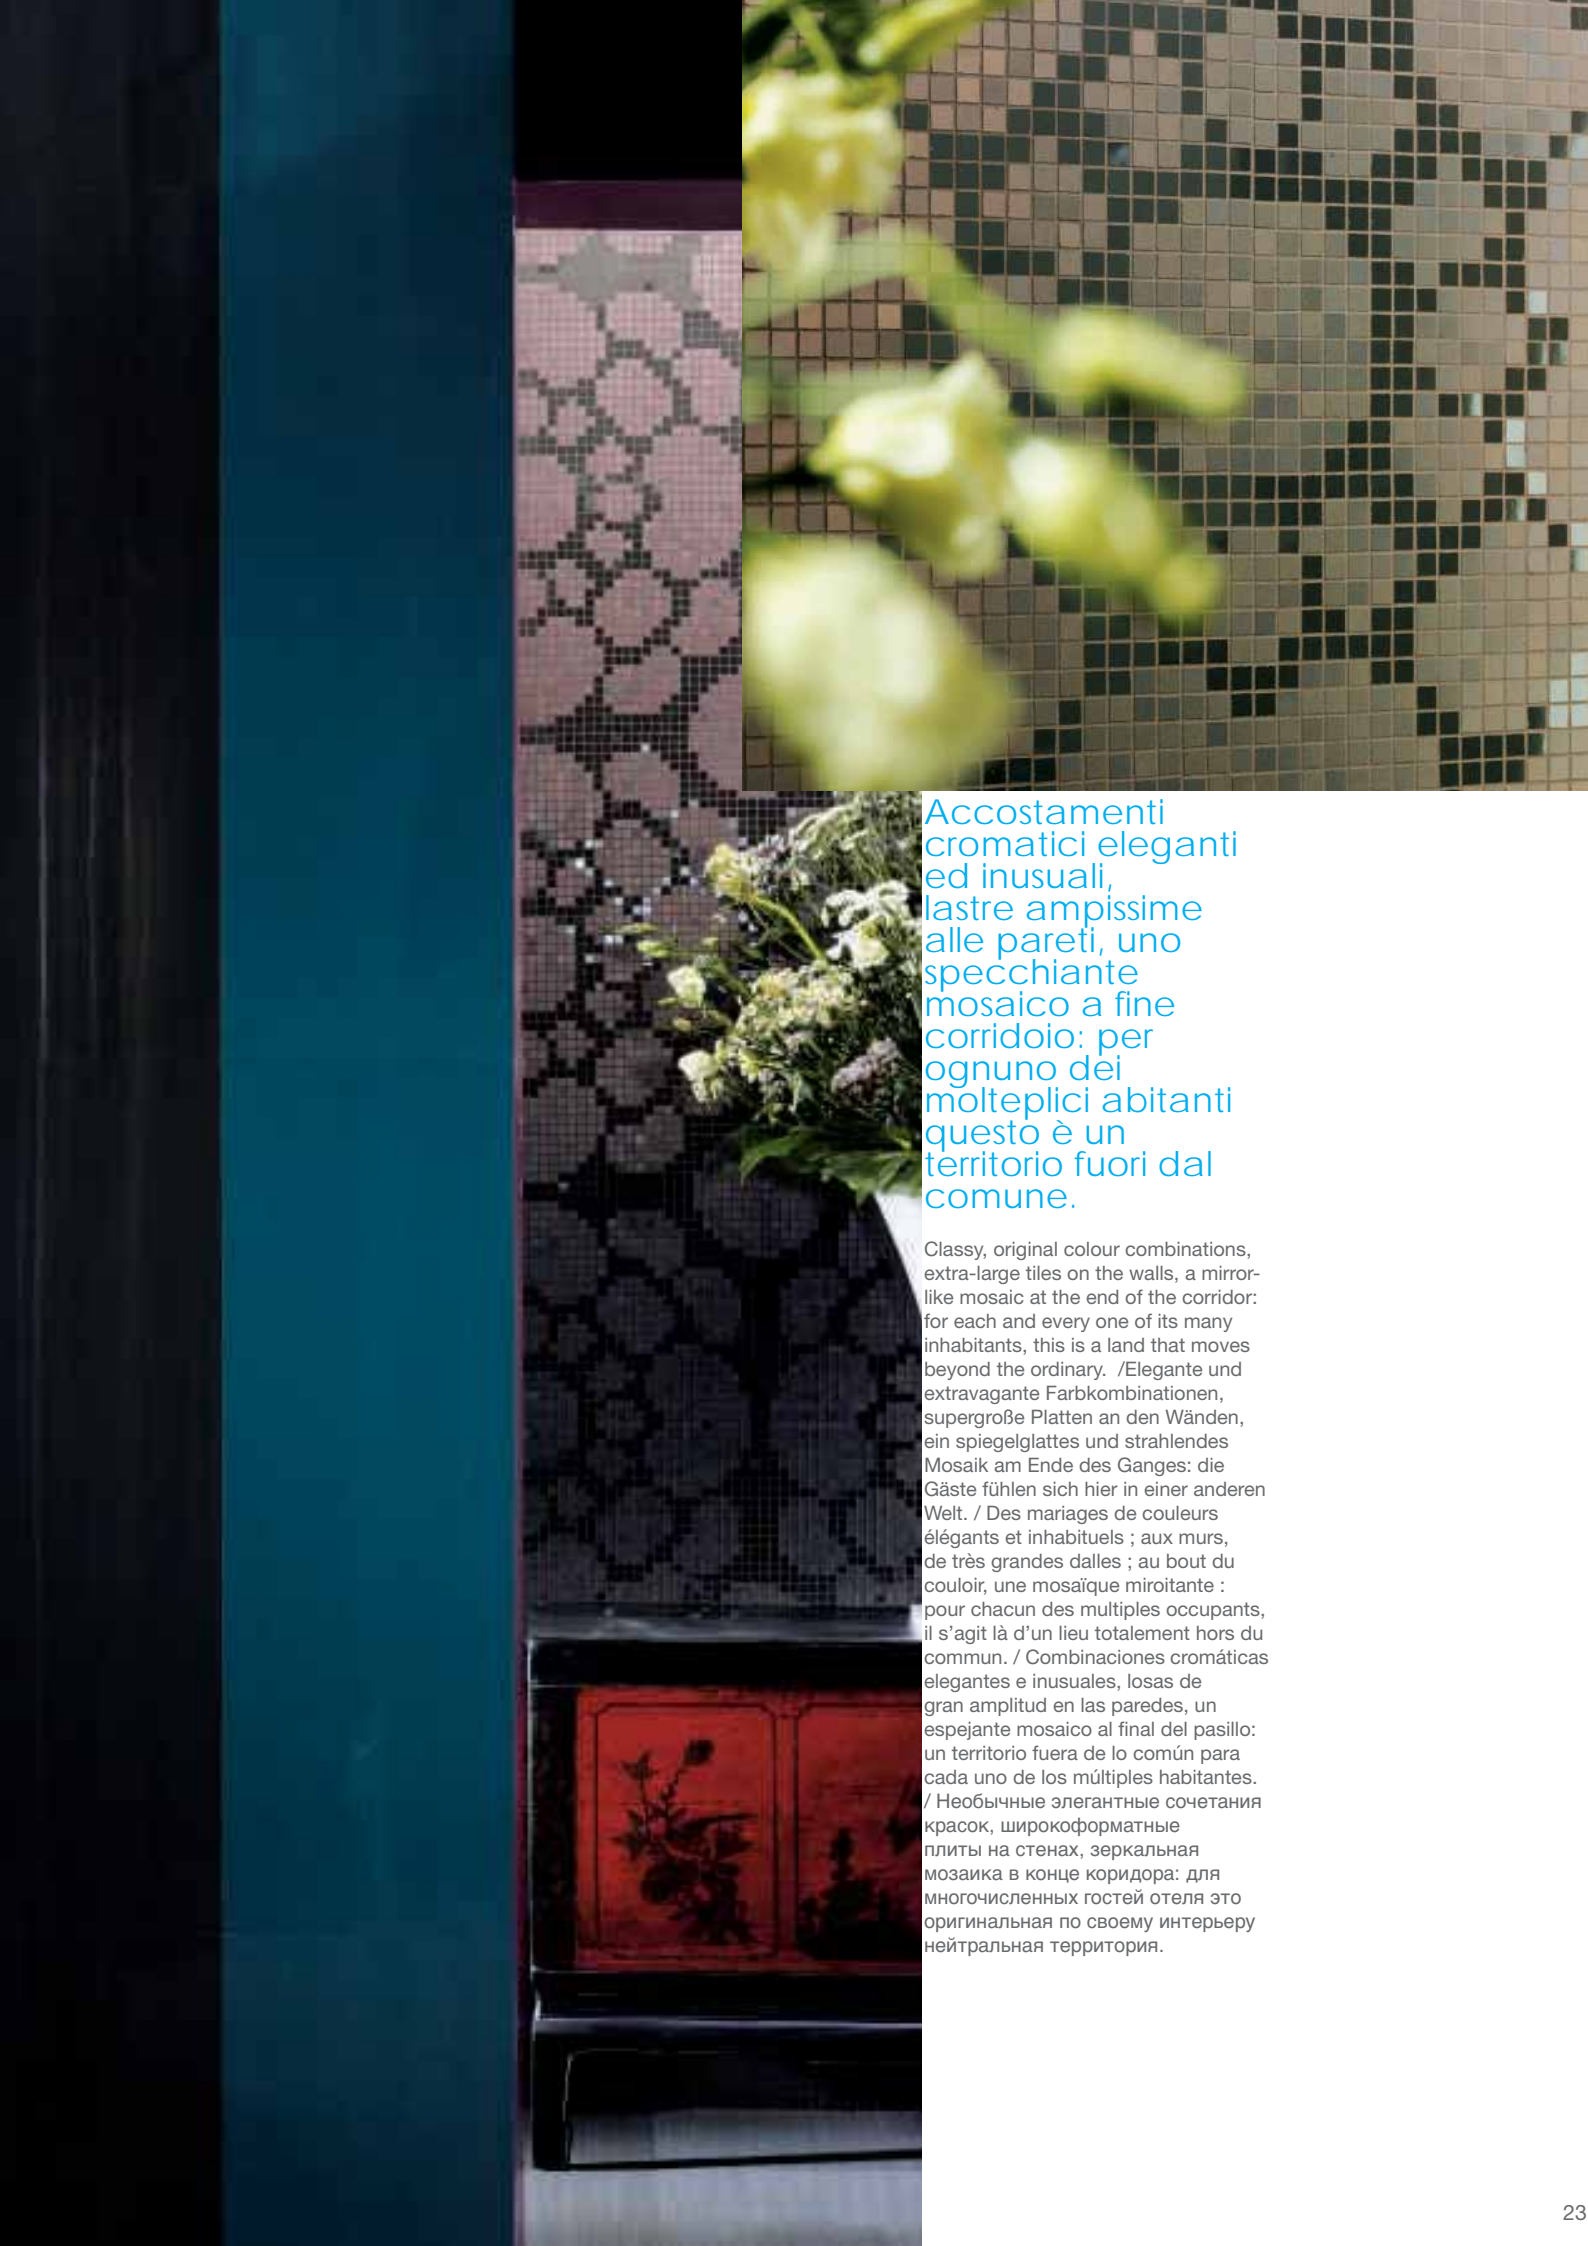 Accostamenti
cromatici eleganti
ed inusuali,
lastre ampissime
alle pareti, uno
specchiante
mosaico a fine
corridoio: per
ognuno dei
molteplici abitanti
questo è un
territorio fuori dal
comune.
Classy, original colour combinations,
extra-large tiles on the walls, a mirror-
like mosaic at the end of the corridor:
for each and every one of its many
inhabitants, this is a land that moves
beyond the ordinary.  /Elegante und
extravagante Farbkombinationen,
supergroße Platten an den Wänden,
ein spiegelglattes und strahlendes
Mosaik am Ende des Ganges: die
Gäste fühlen sich hier in einer anderen
Welt. / Des mariages de couleurs
élégants et inhabituels ; aux murs,
de très grandes dalles ; au bout du
couloir, une mosaïque miroitante :
pour chacun des multiples occupants,
il s’agit là d’un lieu totalement hors du
commun. / Combinaciones cromáticas
elegantes e inusuales, losas de
gran amplitud en las paredes, un
espejante mosaico al final del pasillo:
un territorio fuera de lo común para
cada uno de los múltiples habitantes.
/ Необычные элегантные сочетания
красок, широкоформатные
плиты на стенах, зеркальная
мозаика в конце коридора: для
многочисленных гостей отеля это
оригинальная по своему интерьеру
нейтральная территория.
23